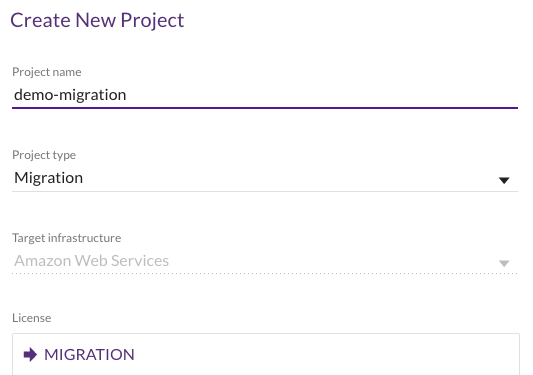 Create New Project
Project name
demo-migration
Project type
Migration
Target infrastructure
Amazon Web Services
License
MIGRATION